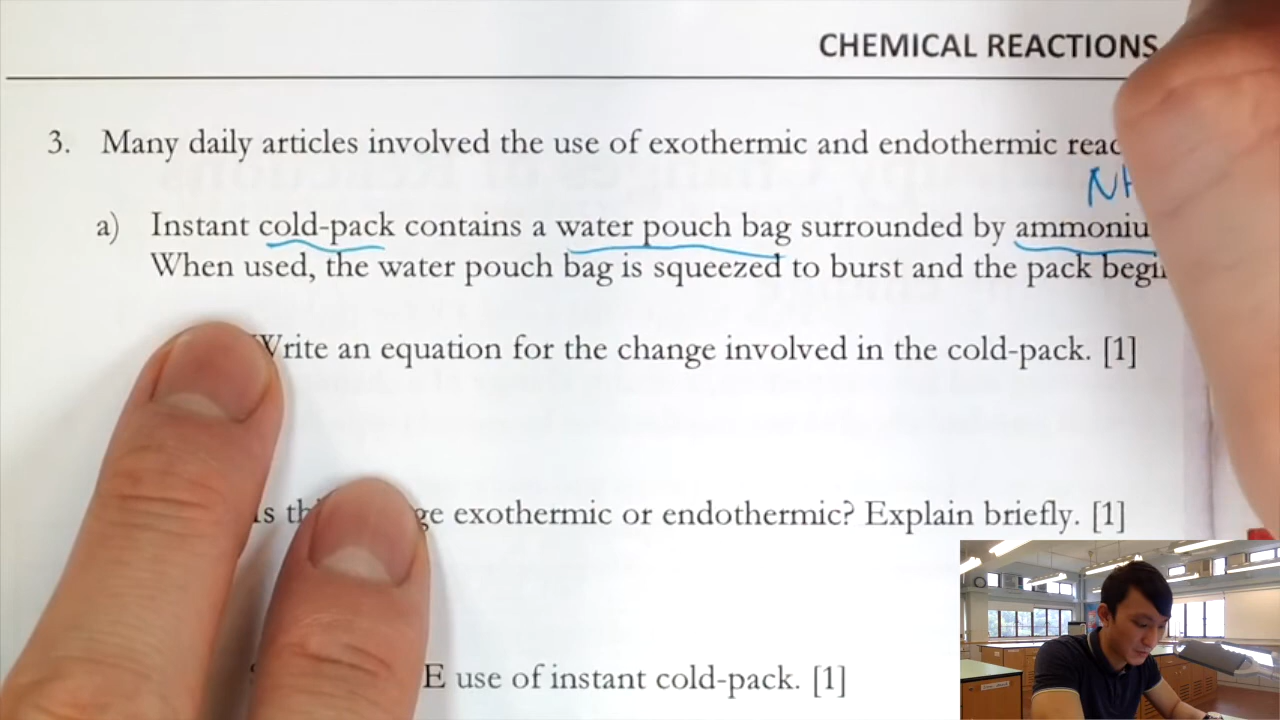 CHEMICAL REACTIONS
3. Many daily articles involved the use of exothermic and endothermic reac
NH
a) Instant cold-pack contains a water pouch bag surrounded by ammoniu
When used, the water pouch bag is squeezed to burst and the pack begin
Write an equation for the change involved in the cold-pack. [1]
exothermic or endothermic? Explain briefly. [1]
E use of instant cold-pack. [1]